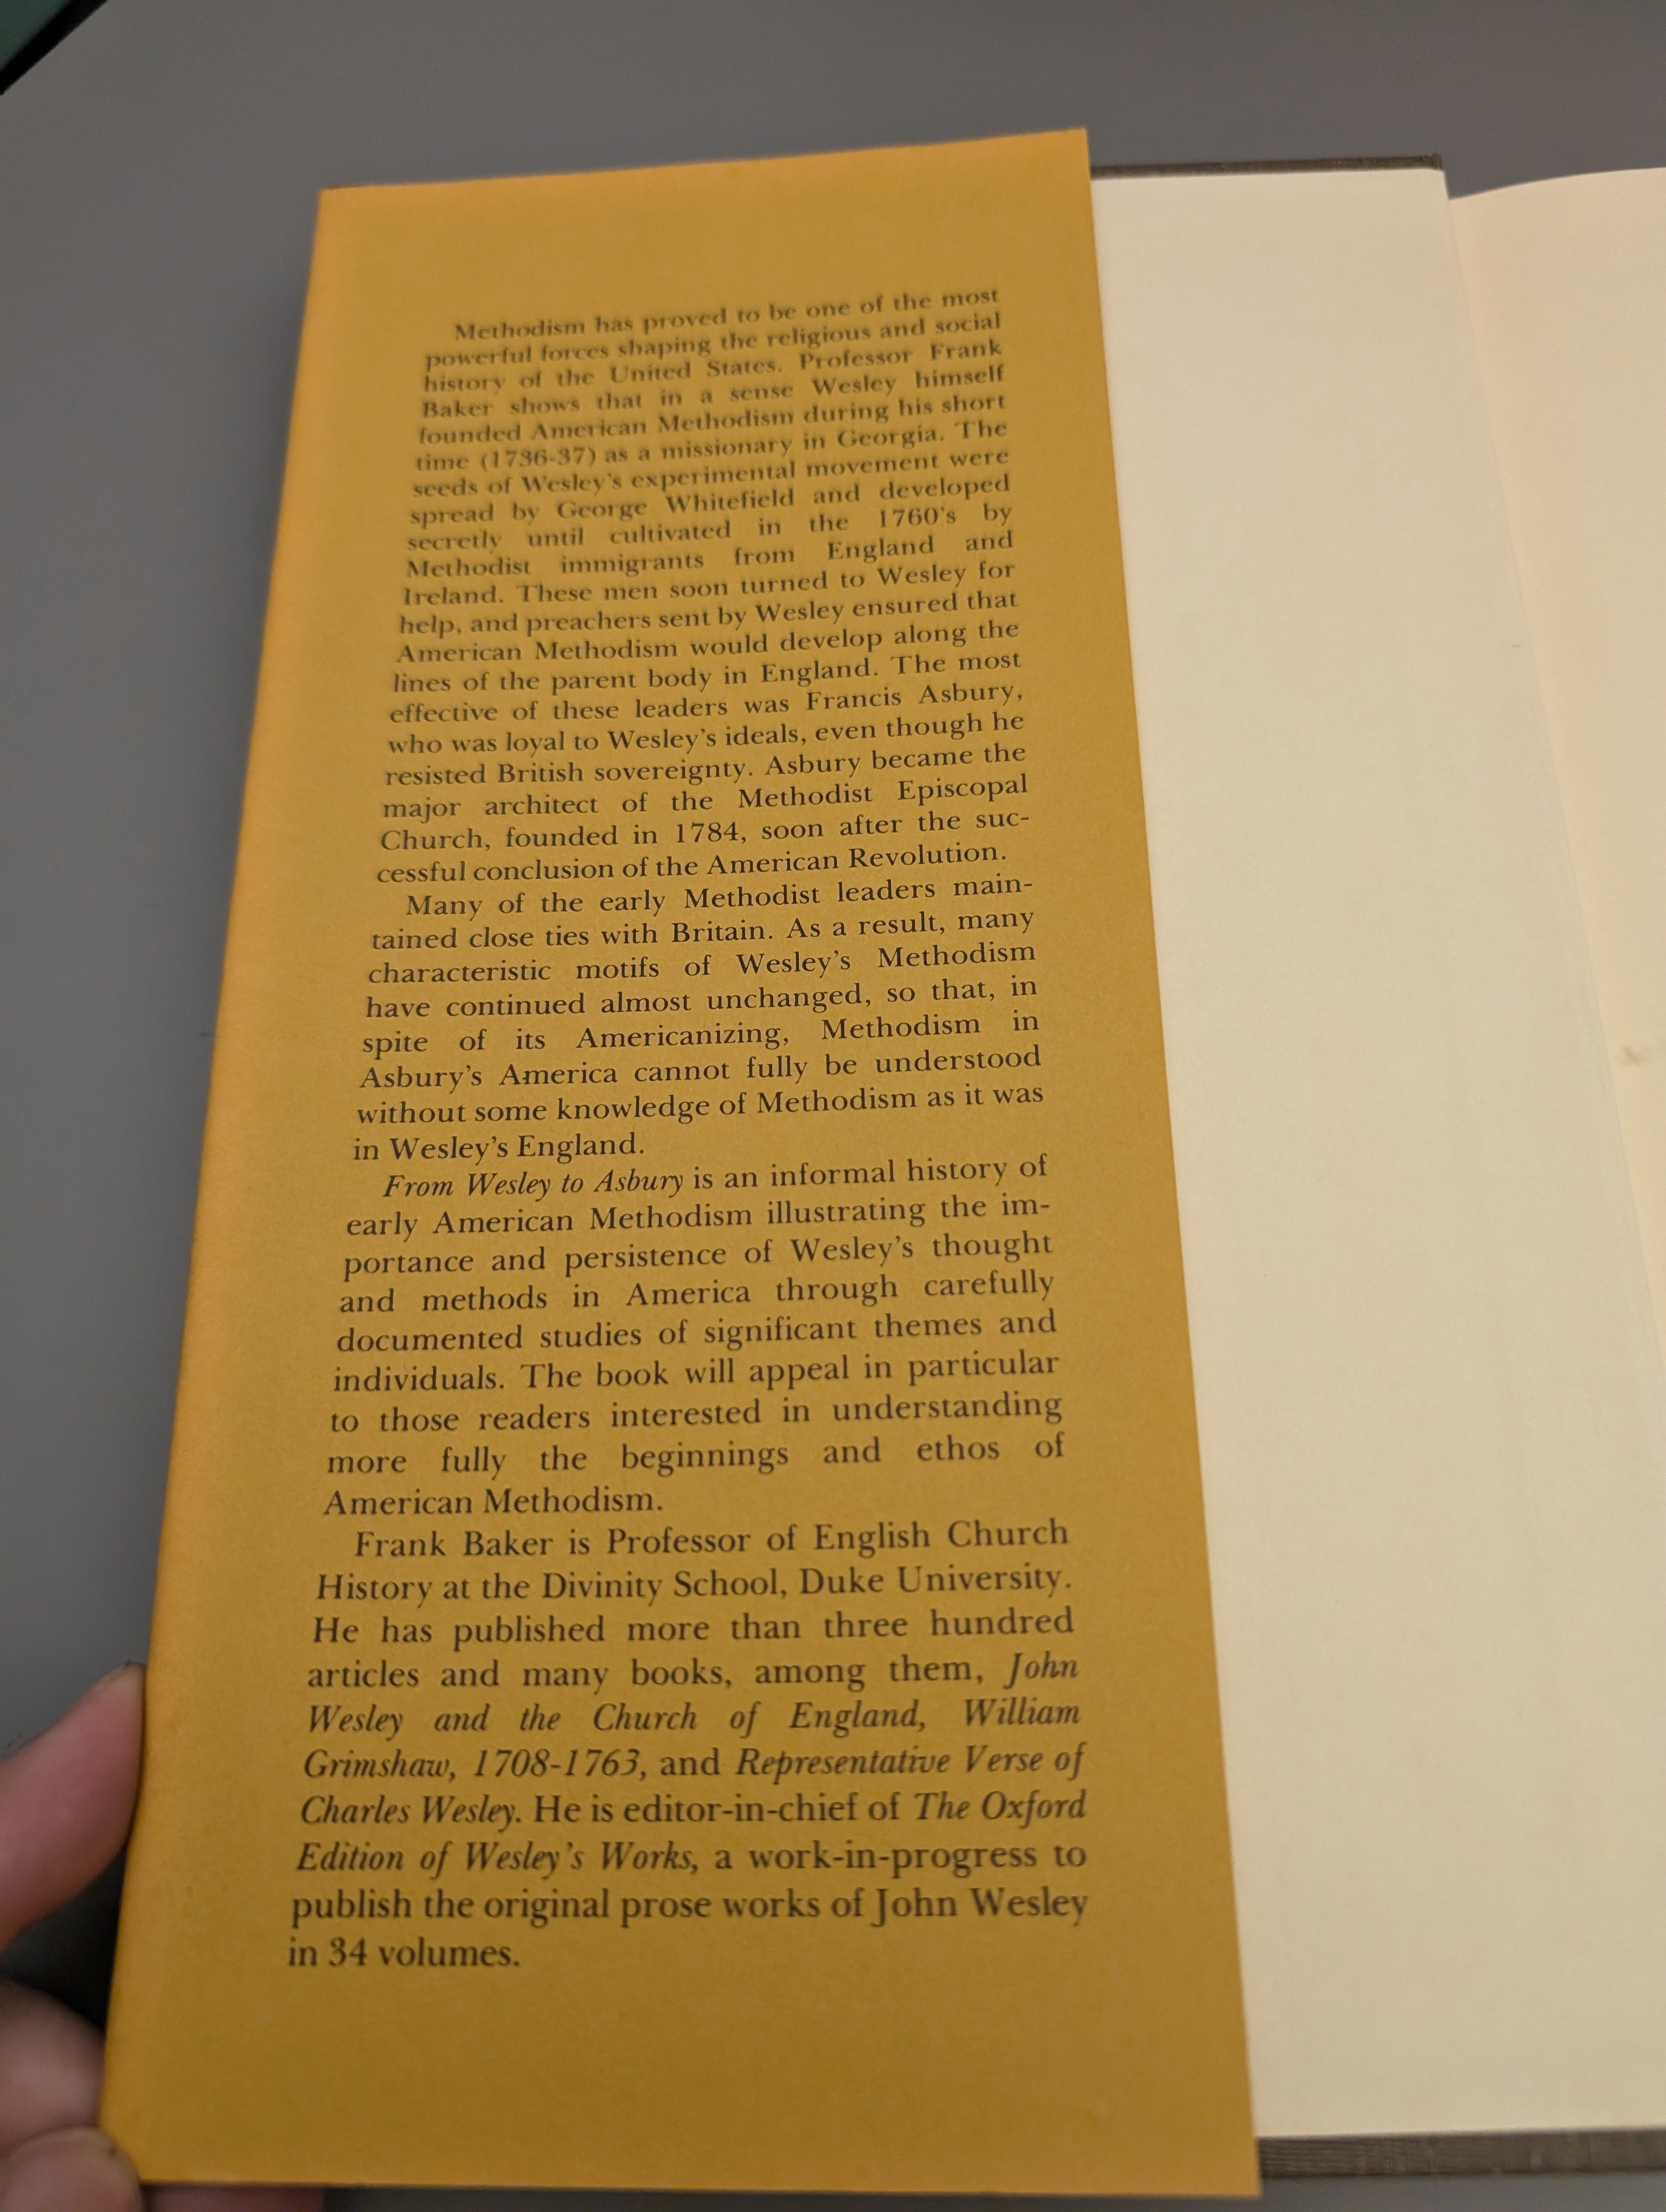 Methodism has proved to be one of the most
powerful forces shaping the religious and social
history of the United States. Professor Frank
Baker shows that in a sense Wesley himself
founded American Methodism during his short
time (1736-37) as a missionary in Georgia. The
seeds of Wesley's experimental movement were
spread by George Whitefield and developed
secretly until cultivated in the 1760's by
Methodist immigrants from England and
Ireland. These men soon turned to Wesley for
help, and preachers sent by Wesley ensured that
American Methodism would develop along the
lines of the parent body in England. The most
effective of these leaders was Francis Asbury,
who was loyal to Wesley's ideals, even though he
resisted British sovereignty. Asbury became the
major architect of the Methodist Episcopal
Church, founded in 1784, soon after the suc-
cessful conclusion of the American Revolution.
Many of the early Methodist leaders main-
tained close ties with Britain. As a result, many
characteristic motifs of Wesley's Methodism
have continued almost unchanged, so that, in
spite of its Americanizing, Methodism in
Asbury's America cannot fully be understood
without some knowledge of Methodism as it was
in Wesley's England.
From Wesley to Asbury is an informal history of
early American Methodism illustrating the im-
portance and persistence of Wesley's thought
and methods in America through carefully
documented studies of significant themes and
individuals. The book will appeal in particular
to those readers interested in understanding
more fully the beginnings and ethos of
American Methodism.
Frank Baker is Professor of English Church
History at the Divinity School, Duke University.
He has published more than three hundred
articles and many books, among them, John
Wesley and the Church of England, William
Grimshaw, 1708-1763, and Representative Verse of
Charles Wesley. He is editor-in-chief of The Oxford
Edition of Wesley's Works, a work-in-progress to
publish the original prose works of John Wesley
in 34 volumes.